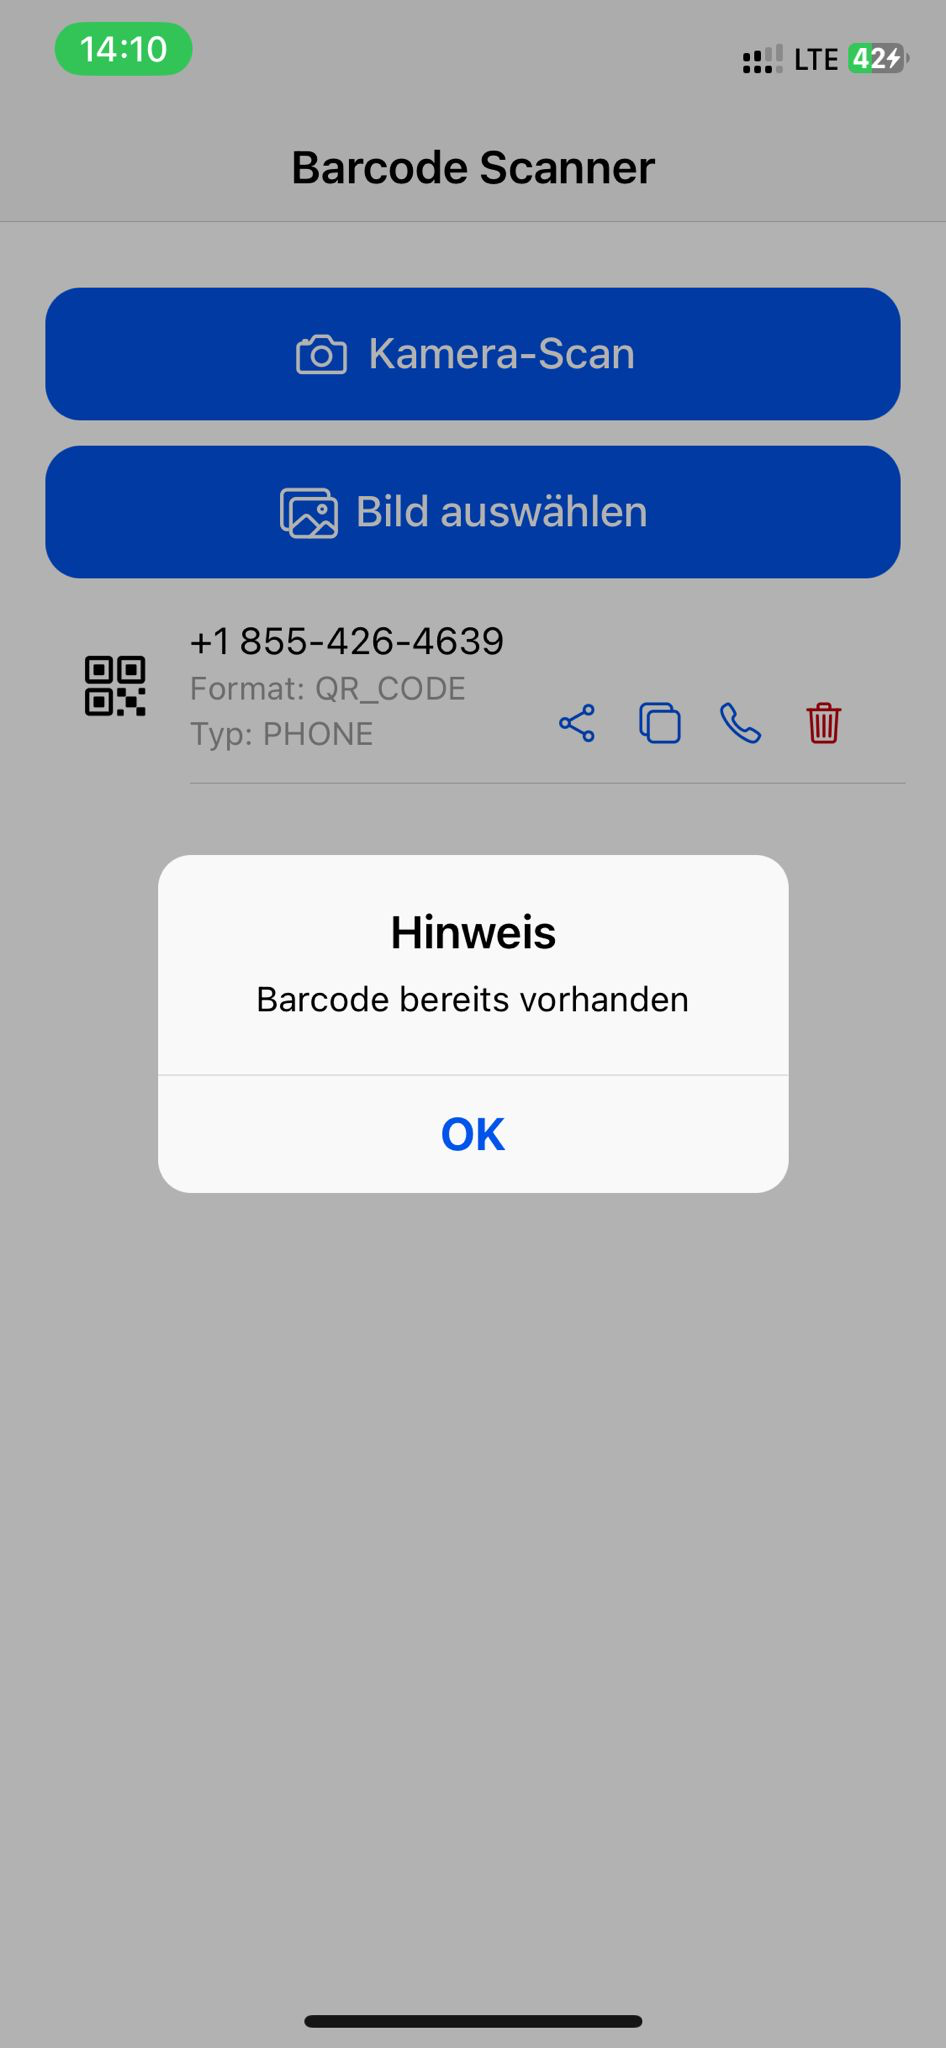 14:10
LTE 42
Barcode Scanner
Kamera-Scan
Bild auswählen
+1 855-426-4639
Format: QR_CODE
Typ: PHONE
Hinweis
Barcode bereits vorhanden
OK